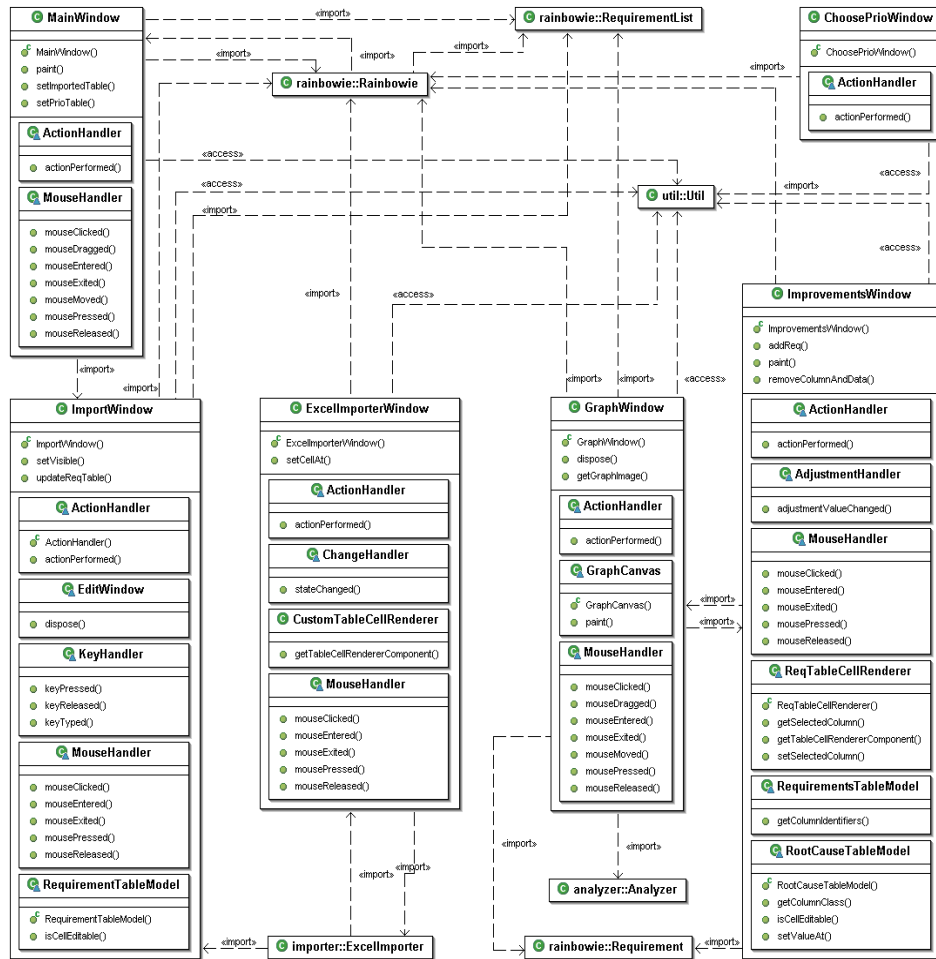 MainWindow
MainWindow()
paint()
setImportedTable()
setPrioTable()
ActionHandler
actionPerformed()
MouseHandler
mouseClicked()
mouseDragged()
mouseEntered()
mouseExited()
mouseMoved()
mousePressed()
mouseReleased()
«import»
rainbowie::RequirementList
«import»
«import»
«import»
rainbowie::Rainbowie
ChoosePrioWindow
ChoosePrioWindow()
ActionHandler
actionPerformed()
«import»
«access»
«access»
«import»
util::Util
«access»
«import»
«import»
«access»
«import»
«access»
«import»
«import»
«import»
«import»
«access»
ImportWindow
ImportWindow()
setVisible()
updateReqTable()
ActionHandler
ActionHandler()
actionPerformed()
EditWindow
dispose()
KeyHandler
keyPressed()
keyReleased()
keyTyped()
MouseHandler
mouseClicked()
mouseEntered()
mouseExited()
mousePressed()
mouseReleased()
RequirementTableModel
RequirementTableModel()
isCellEditable()
ExcelImporterWindow
ExcelImporterWindow()
setCellAt()
ActionHandler
actionPerformed()
ChangeHandler
stateChanged()
CustomTableCellRenderer
getTableCellRendererComponent()
MouseHandler
mouseClicked()
mouseEntered()
mouseExited()
mousePressed()
mouseReleased()
GraphWindow
GraphWindow()
dispose()
getGraphImage()
ActionHandler
actionPerformed()
GraphCanvas
GraphCanvas()
paint()
MouseHandler
mouseClicked()
mouseDragged()
mouseEntered()
mouseExited()
mouseMoved()
mousePressed()
mouseReleased()
ImprovementsWindow
ImprovementsWindow()
addReq()
paint()
removeColumnAndData()
ActionHandler
actionPerformed()
AdjustmentHandler
adjustmentValueChanged()
MouseHandler
mouseClicked()
mouseEntered()
mouseExited()
mousePressed()
mouseReleased()
ReqTableCellRenderer
ReqTableCellRenderer()
getSelectedColumn()
getTableCellRendererComponent()
setSelectedColumn()
RequirementsTableModel
getColumnIdentifiers()
RootCauseTableModel
RootCauseTableModel()
getColumnClass()
isCellEditable()
setValueAt()
«import»
«import»
«import»
«import»
«import»
«import»
analyzer::Analyzer
«import»
importer::ExcelImporter
rainbowie::Requirement
«import»